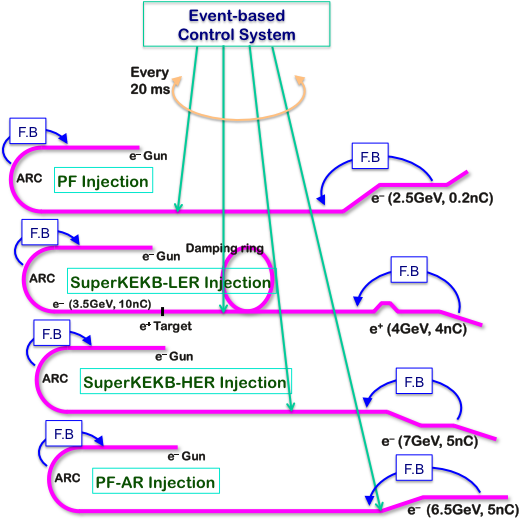 Event-based
Control System
Every
20 ms
F.B
e– Gun
ARC
PF Injection
F.B
e– (2.5GeV, 0.2nC)
F.B
e– Gun
Damping ring
ARC
SuperKEKB-LER Injection
F.B
e– (3.5GeV, 10nC)
e+ Target
e+ (4GeV, 4nC)
F.B
e– Gun
ARC
SuperKEKB-HER Injection
F.B
e– (7GeV, 5nC)
F.B
e– Gun
ARC
PF-AR Injection
F.B
e– (6.5GeV, 5nC)